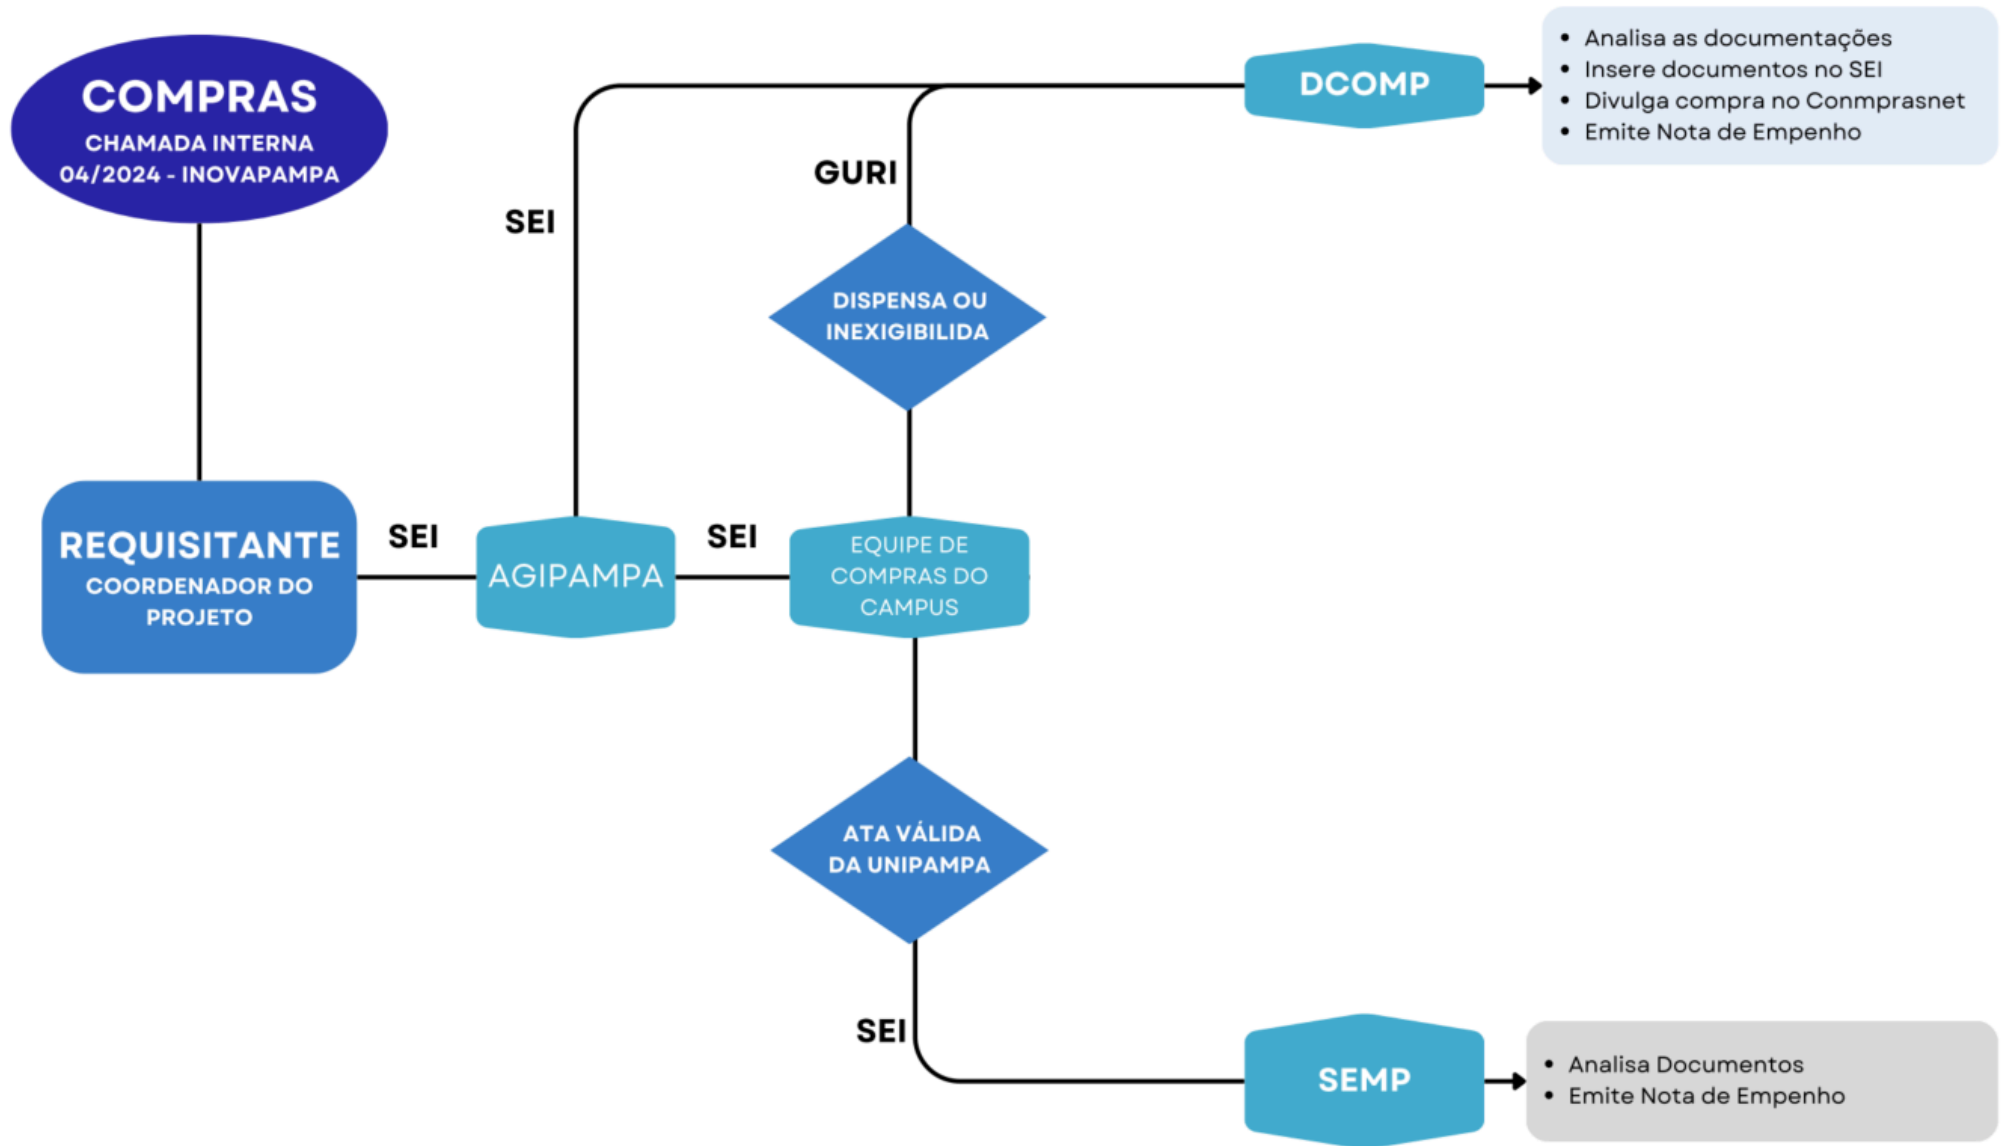 COMPRAS
CHAMADA INTERNA
04/2024 - INOVAPAMPA
DCOMP
• Analisa as documentações
• Insere documentos no SEI
• Divulga compra no Conmprasnet
• Emite Nota de Empenho
GURI
SEI
DISPENSA OU
INEXIGIBILIDA
REQUISITANTE
COORDENADOR DO
PROJETO
SEI
AGIPAMPA
SEI
EQUIPE DE
COMPRAS DO
CAMPUS
ATA VÁLIDA
DA UNIPAMPA
SEI
SEMP
• Analisa Documentos
• Emite Nota de Empenho